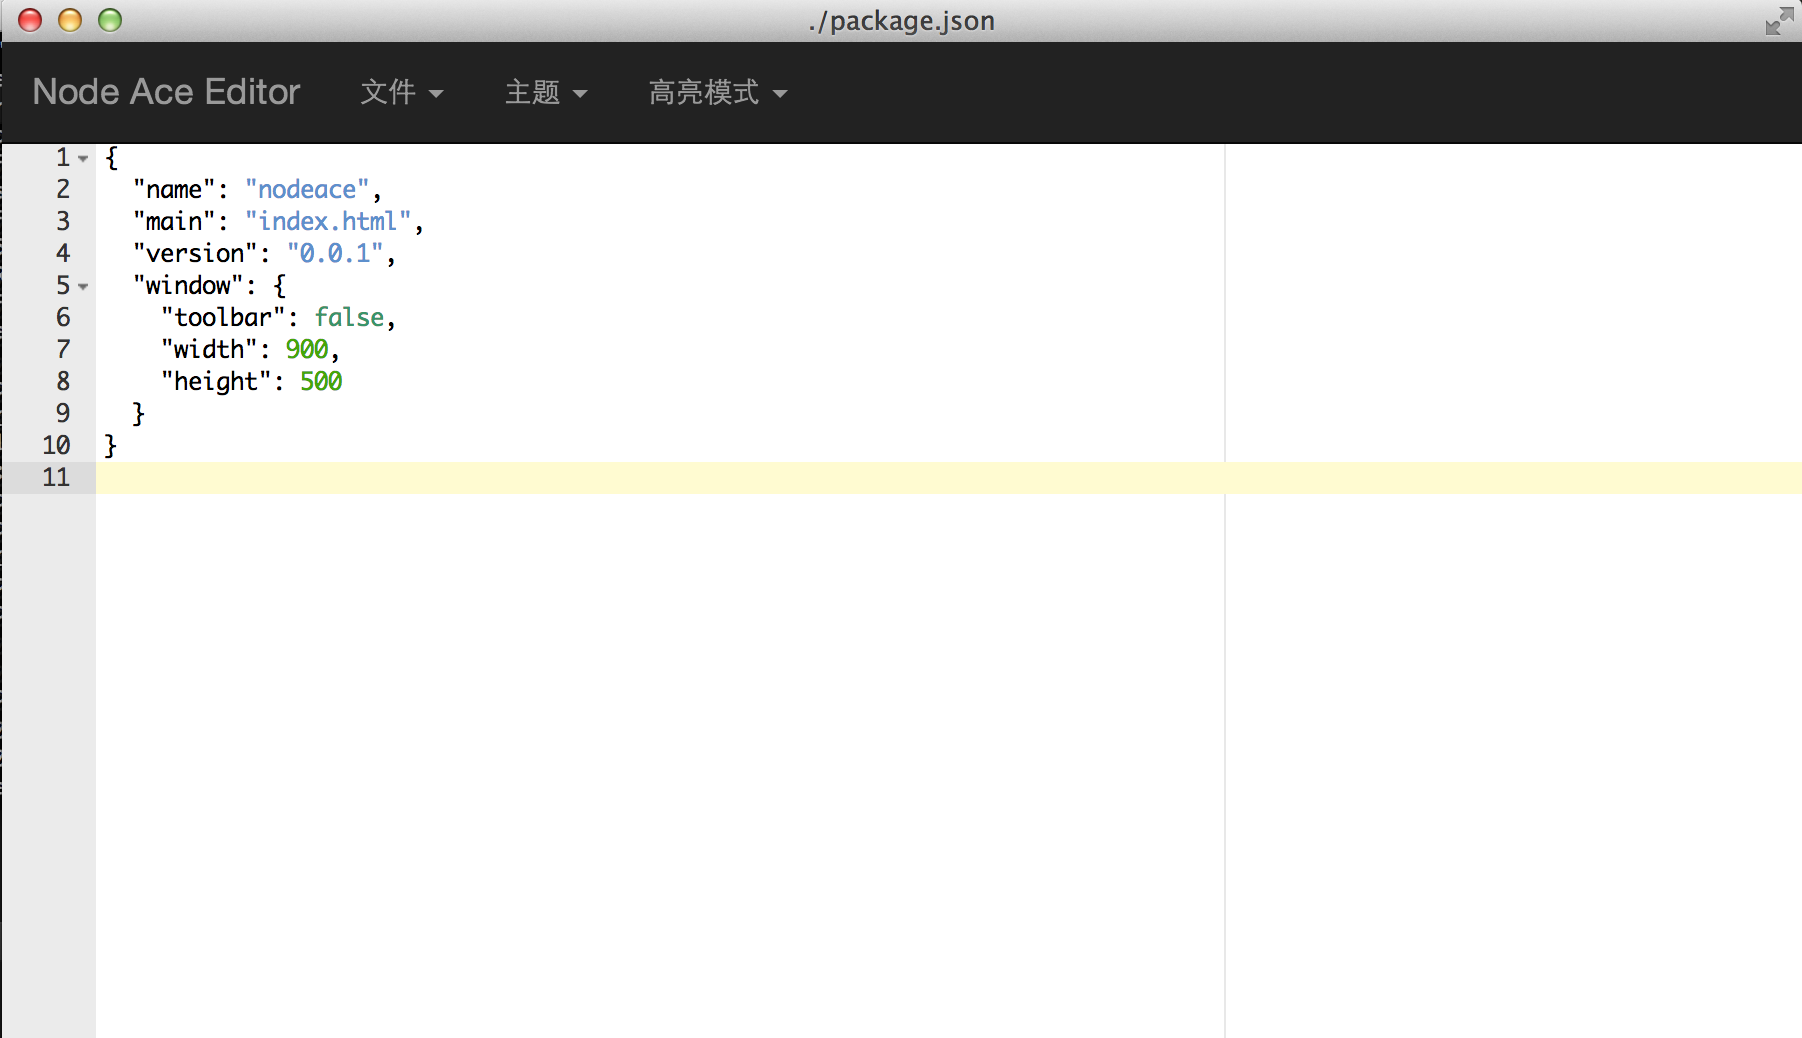 ./package.json
Node Ace Editor 文件 主题 高亮模式
1 {
2   "name": "nodeace",
3   "main": "index.html",
4   "version": "0.0.1",
5   "window": {
6     "toolbar": false,
7     "width": 900,
8     "height": 500
9   }
10 }
11